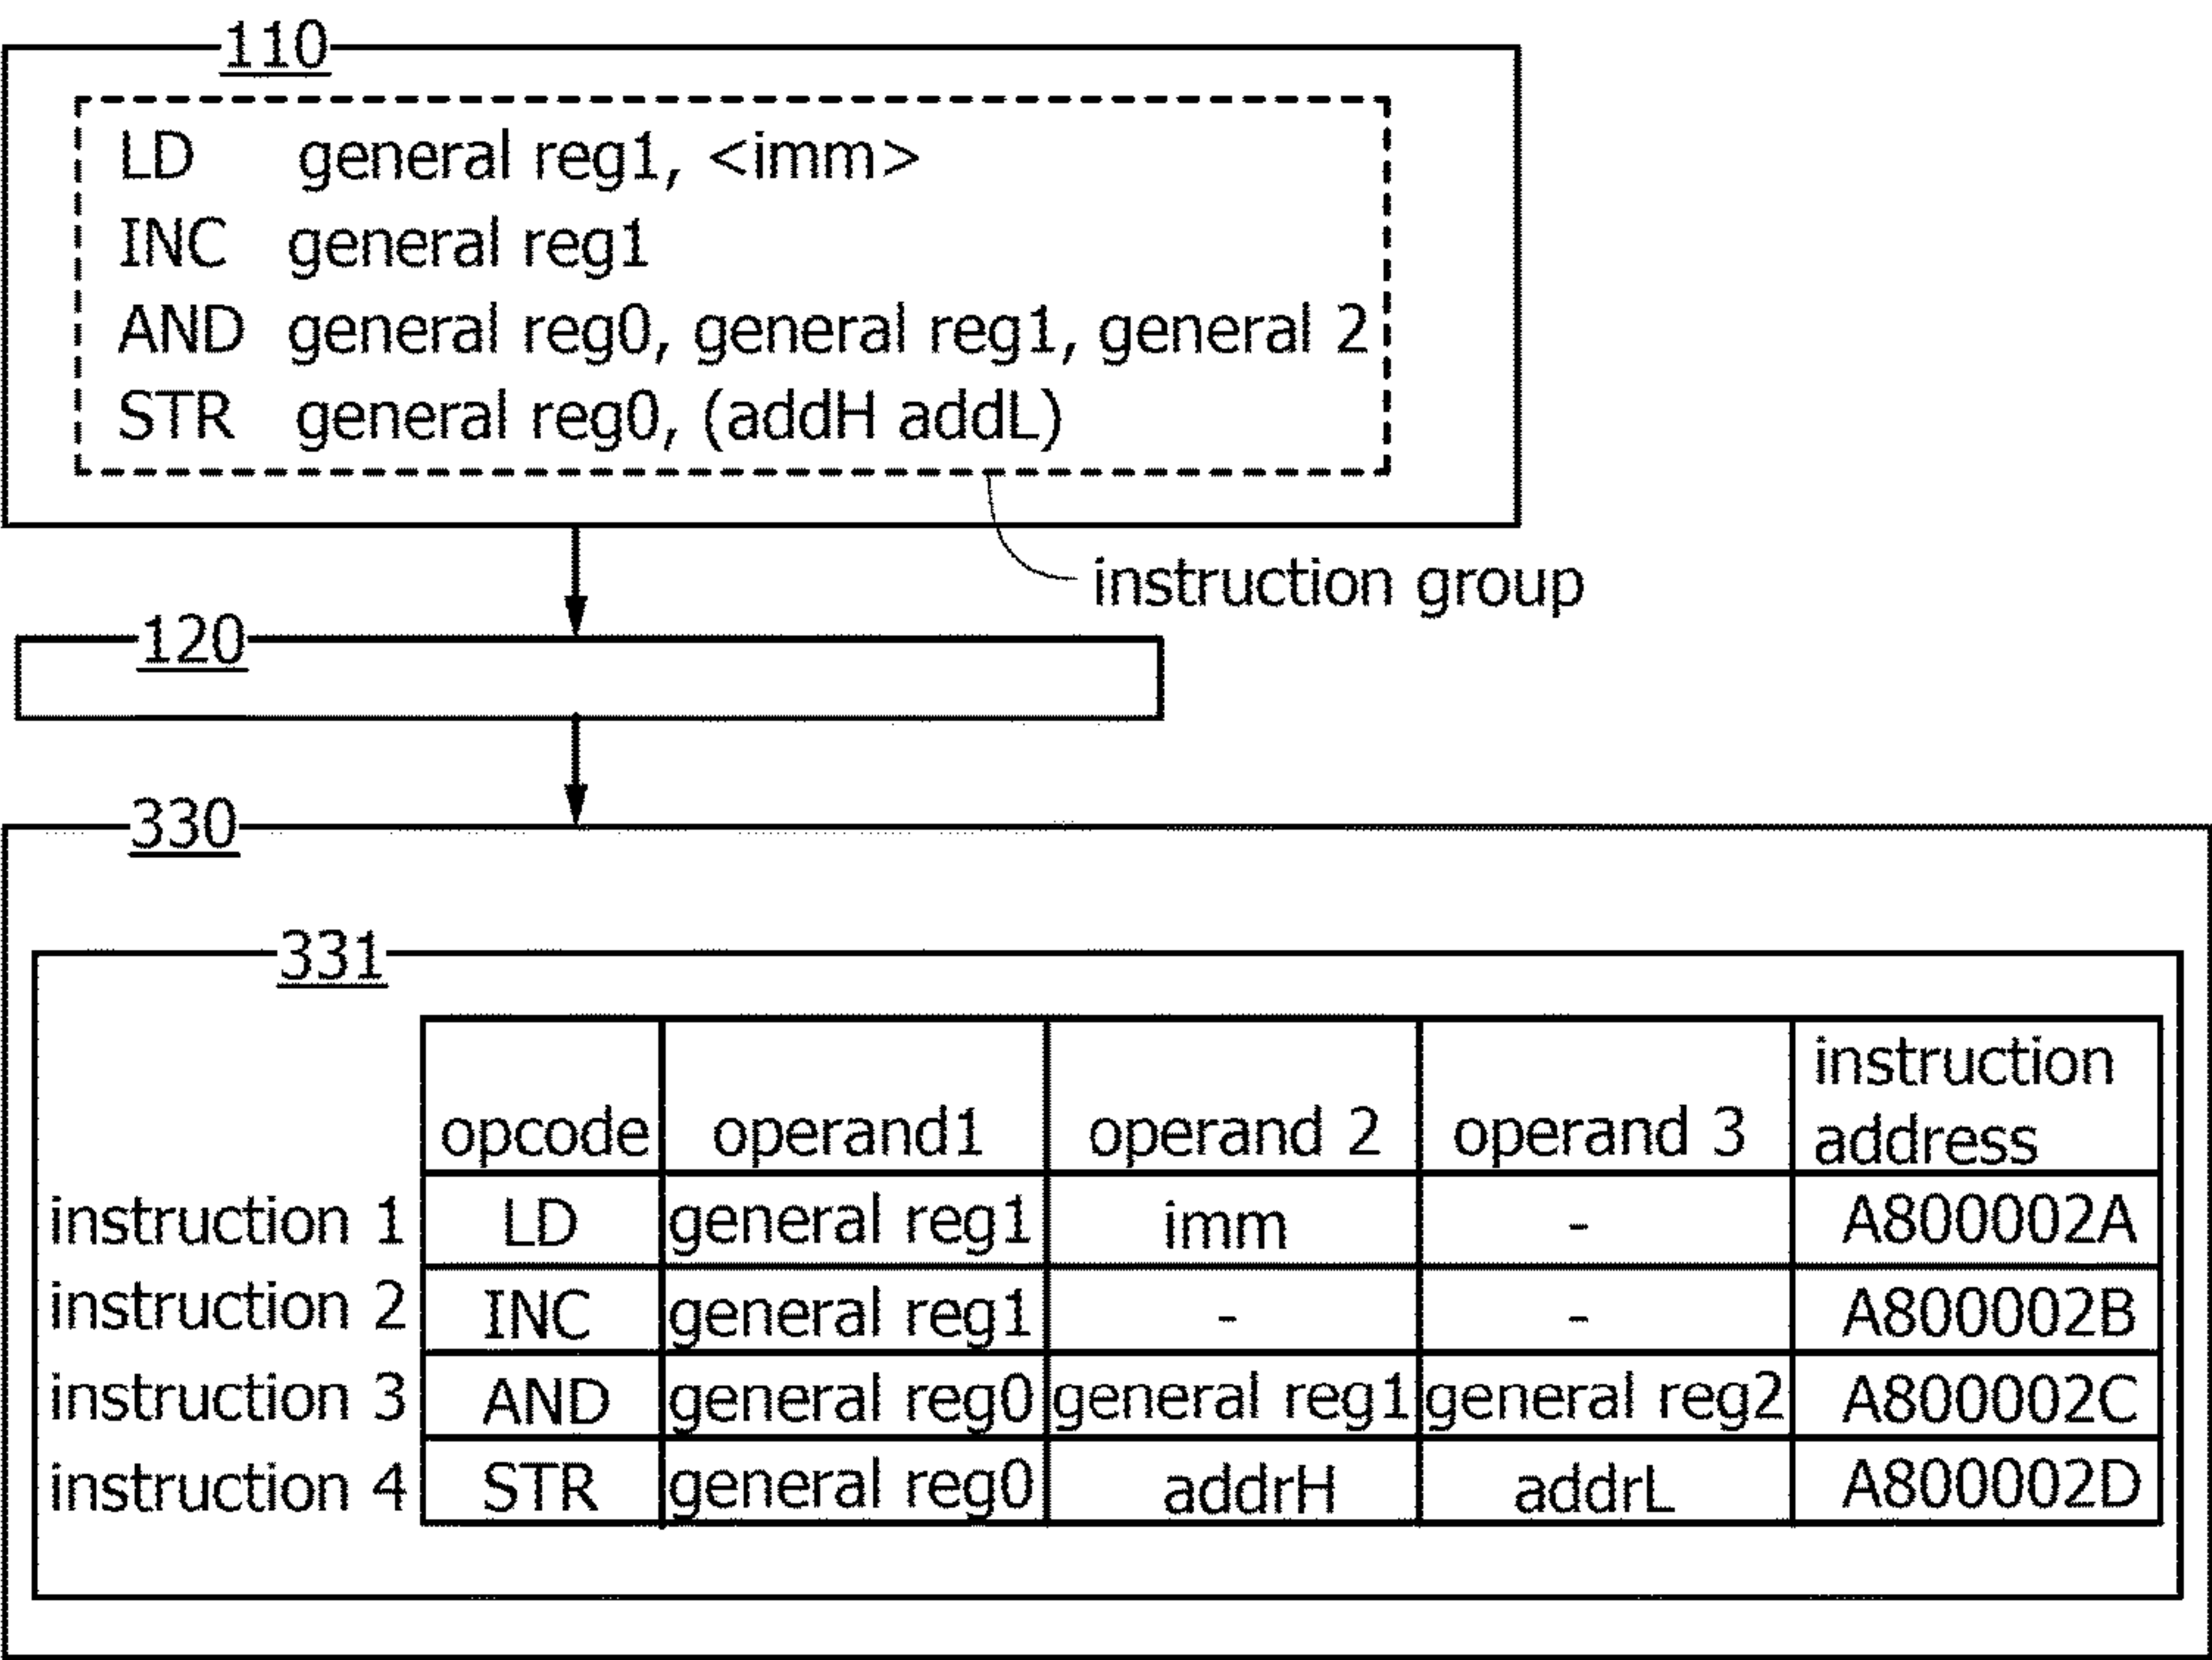 110
LD general reg1, <imm>
INC general reg1
AND general reg0, general reg1, general 2
STR general reg0, (addH addL)
instruction group
120
330
331
opcode operand1 operand 2 operand 3 instruction address
instruction 1 LD general reg1 imm - A800002A
instruction 2 INC general reg1 - - A800002B
instruction 3 AND general reg0 general reg1 general reg2 A800002C
instruction 4 STR general reg0 addrH addrL A800002D